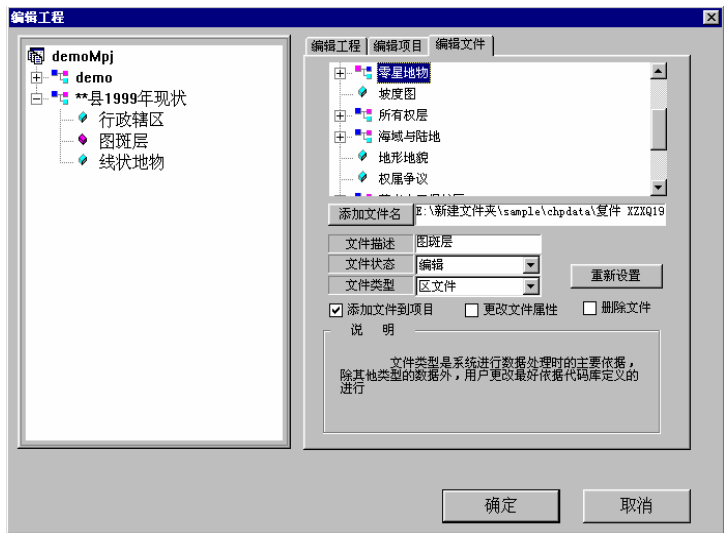 编辑工程
demoMpj
demo
**县1999年现状
行政辖区
图斑层
线状地物
编辑工程 编辑项目 编辑文件
零星地物
坡度图
所有权层
海域与陆地
地形地貌
权属争议
添加文件名 E:\新建文件夹\sample\chpdata\复件 XZXQ19
文件描述 图斑层
文件状态 编辑
文件类型 区文件
重新设置
添加文件到项目 更改文件属性 删除文件
说 明
文件类型是系统进行数据处理时的主要依据，
除其他类型的数据外，用户更改最好依据代码库定义的
进行
确定 取消